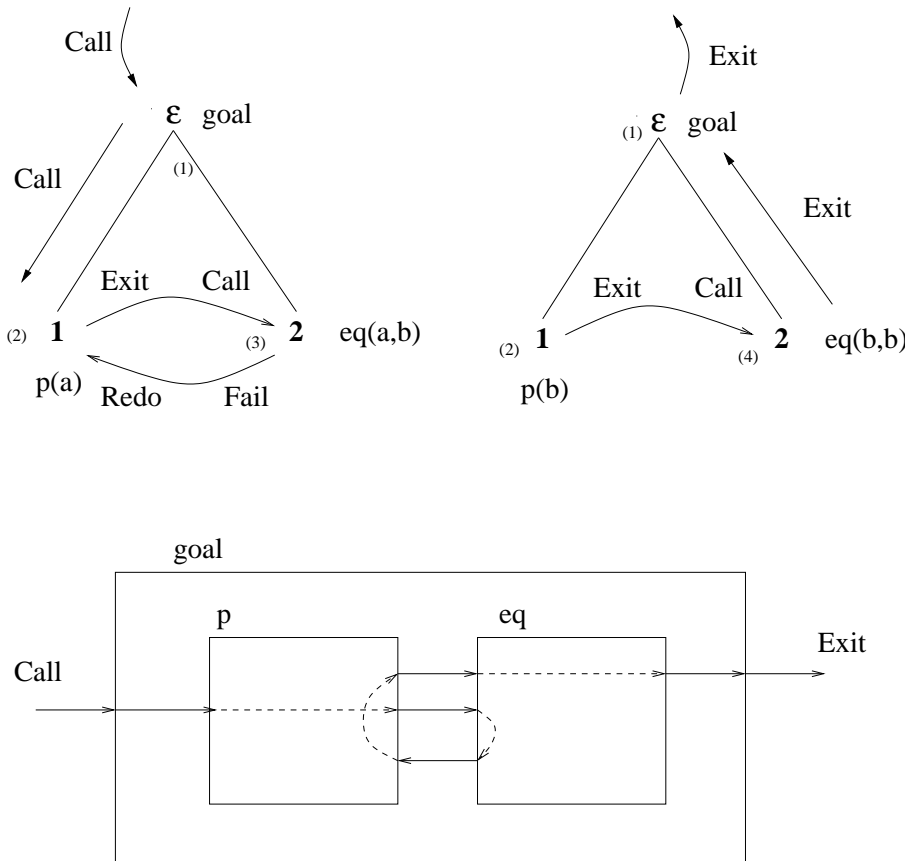 Call
Exit
ε goal
(1)
(1) ε goal
Call
Exit
Exit Call
Exit Call
(2) 1
(3) 2 eq(a,b)
(2) 1
(4) 2 eq(b,b)
p(a)
Redo Fail
p(b)
goal
p
eq
Call
Exit